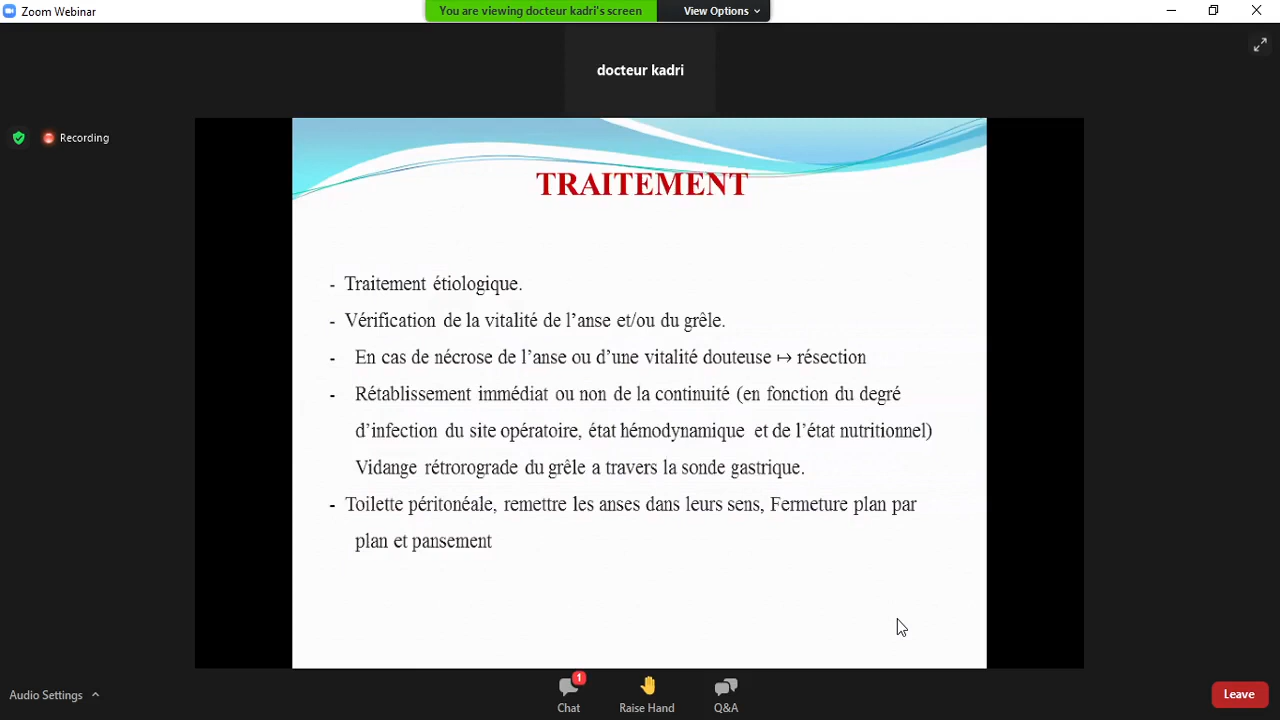 Zoom Webinar
You are viewing docteur kadri's screen
View Options
docteur kadri
Recording
TRAITEMENT
- Traitement étiologique.
- Vérification de la vitalité de l’anse et/ou du grêle.
- En cas de nécrose de l’anse ou d’une vitalité douteuse ↦ résection
- Rétablissement immédiat ou non de la continuité (en fonction du degré
d’infection du site opératoire, état hémodynamique et de l’état nutritionnel)
Vidange rétrorograde du grêle a travers la sonde gastrique.
- Toilette péritonéale, remettre les anses dans leurs sens, Fermeture plan par
plan et pansement
Audio Settings
1
Chat
Raise Hand
Q&A
Leave